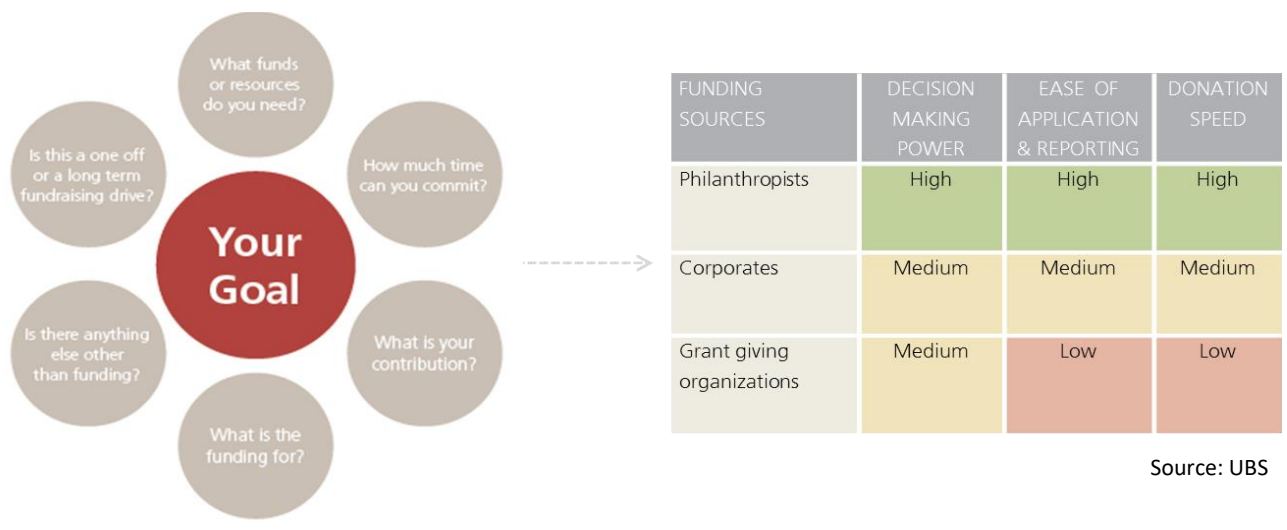 What funds
or resources
do you need?
Is this a one off
or a long term
fundraising drive?
How much time
can you commit?
Your
Goal
Is there anything
else other
than funding?
What is your
contribution?
What is the
funding for?
FUNDING
SOURCES
DECISION
MAKING
POWER
EASE OF
APPLICATION
& REPORTING
DONATION
SPEED
Philanthropists
High
High
High
Corporates
Medium
Medium
Medium
Grant giving
organizations
Medium
Low
Low
Source: UBS